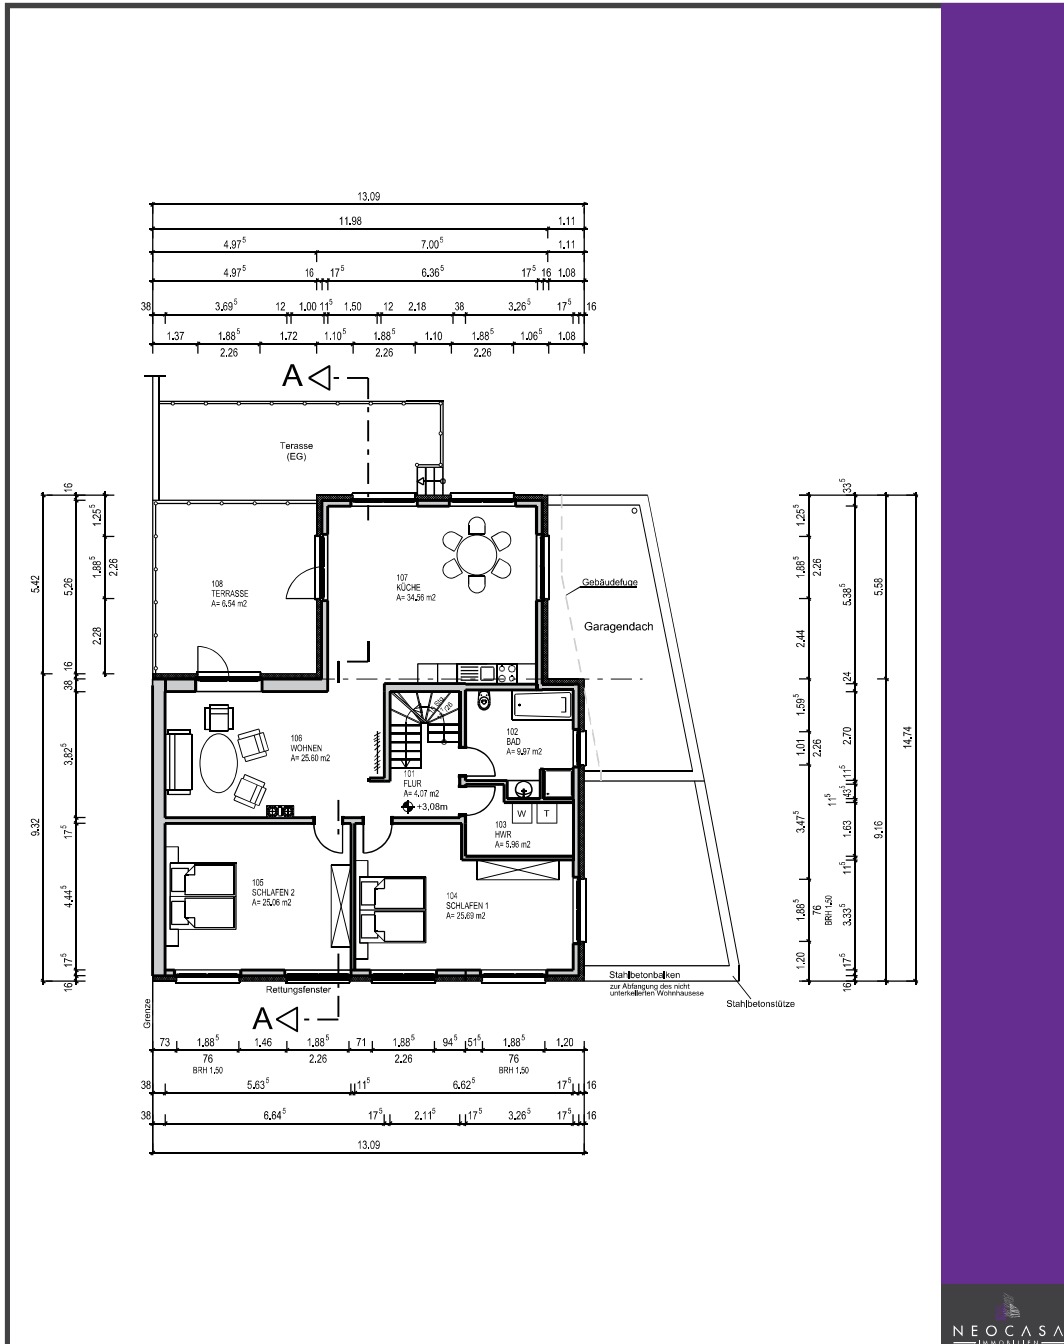 13.09
11.98 1.11
4.97⁵ 7.00⁵ 1.11
4.97⁵ 16 17⁵ 6.36⁵ 17⁵ 16 1.08
38 3.69⁵ 12 1.00 11⁵ 1.50 12 2.18 38 3.26⁵ 17⁵ 16
1.37 1.88⁵ 1.72 1.10⁵ 1.88⁵ 1.10 1.88⁵ 1.06⁵ 1.08
2.26 2.26 2.26
A
Terasse
(EG)
5.42
9.32
16
5.26
16
38
3.82⁵
17⁵
4.44⁵
17⁵
16
1.25⁵
1.88⁵
2.26
2.28
108
TERRASSE
A= 6.54 m2
107
KÜCHE
A= 34.56 m2
Gebäudefuge
Garagendach
106
WOHNEN
A= 25.60 m2
102
BAD
A= 9.97 m2
101
FLUR
A= 4.07 m2
+3,08m
W T
103
HWR
A= 5.96 m2
105
SCHLAFEN 2
A= 25.06 m2
104
SCHLAFEN 1
A= 25.69 m2
1.25⁵
1.88⁵
2.26
2.44
1.59⁵
1.01
2.26
3.47⁵
1.88⁵
76
BRH 1.50
1.20
33⁵
5.38⁵
24
2.70
11⁵
43⁵
11⁵
1.63
11⁵
3.33⁵
17⁵
16
5.58
9.16
14.74
Rettungsfenster
Stahlbetonbalken
zur Abfangung des nicht
unterkellerten Wohnhausese
Stahlbetonstütze
Grenze
A
73 1.88⁵ 1.46 1.88⁵ 71 1.88⁵ 94⁵ 51⁵ 1.88⁵ 1.20
76 2.26 2.26 76
BRH 1.50 BRH 1.50
38 5.63⁵ 11⁵ 6.62⁵ 17⁵ 16
38 6.64⁵ 17⁵ 2.11⁵ 17⁵ 3.26⁵ 17⁵ 16
13.09
NEOCASA
IMMOBILIEN